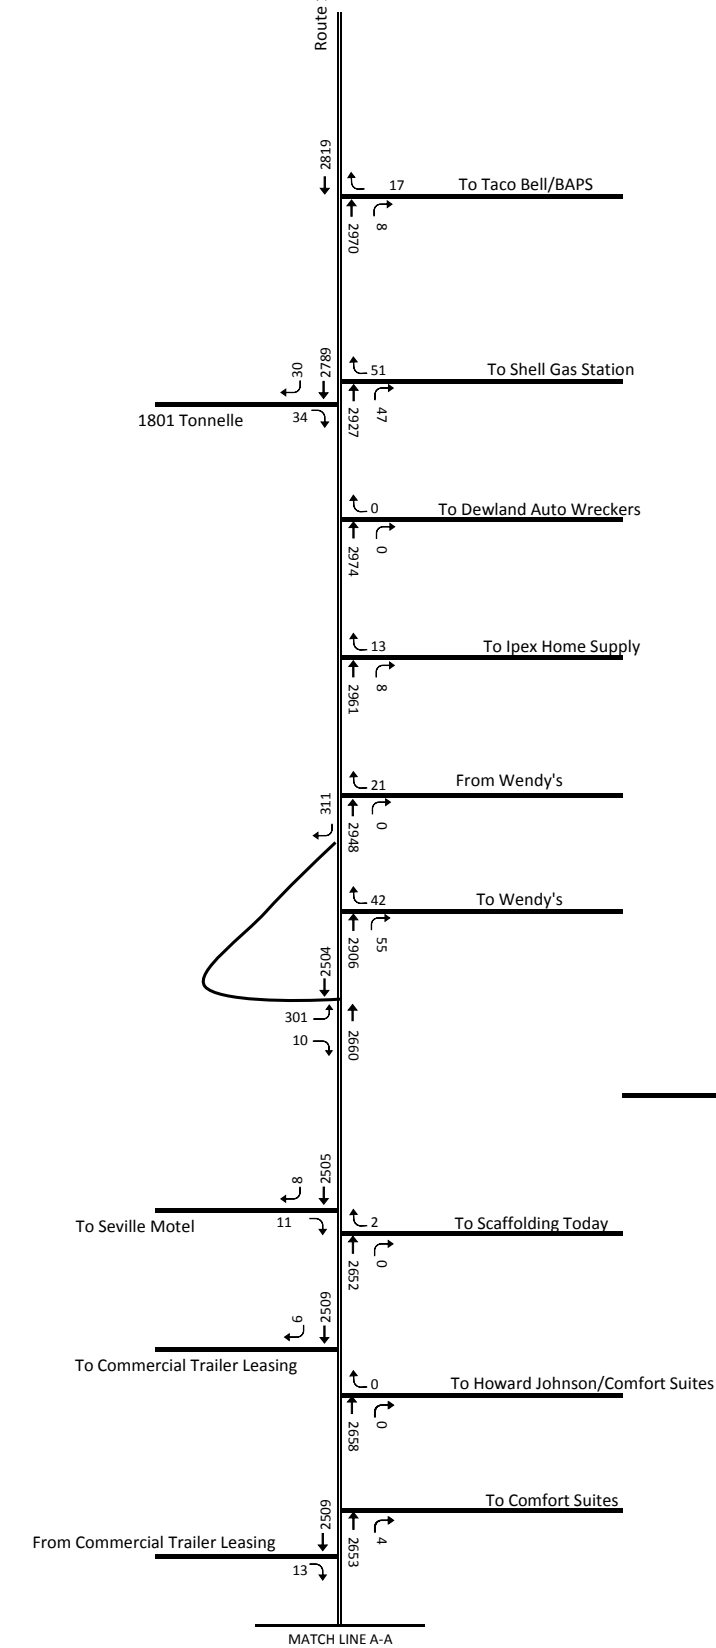 Route
2819
17 To Taco Bell/BAPS
2970
8
30
2789
51 To Shell Gas Station
1801 Tonnelle
34
2927
47
0 To Dewland Auto Wreckers
2974
0
13 To Ipex Home Supply
2961
8
21 From Wendy's
311
2948
0
42 To Wendy's
2906
55
2504
301
10
2660
8
2505
To Seville Motel
11
2 To Scaffolding Today
2652
0
6
2509
To Commercial Trailer Leasing
0 To Howard Johnson/Comfort Suites
2658
0
2509
To Comfort Suites
2653
4
From Commercial Trailer Leasing
13
MATCH LINE A-A